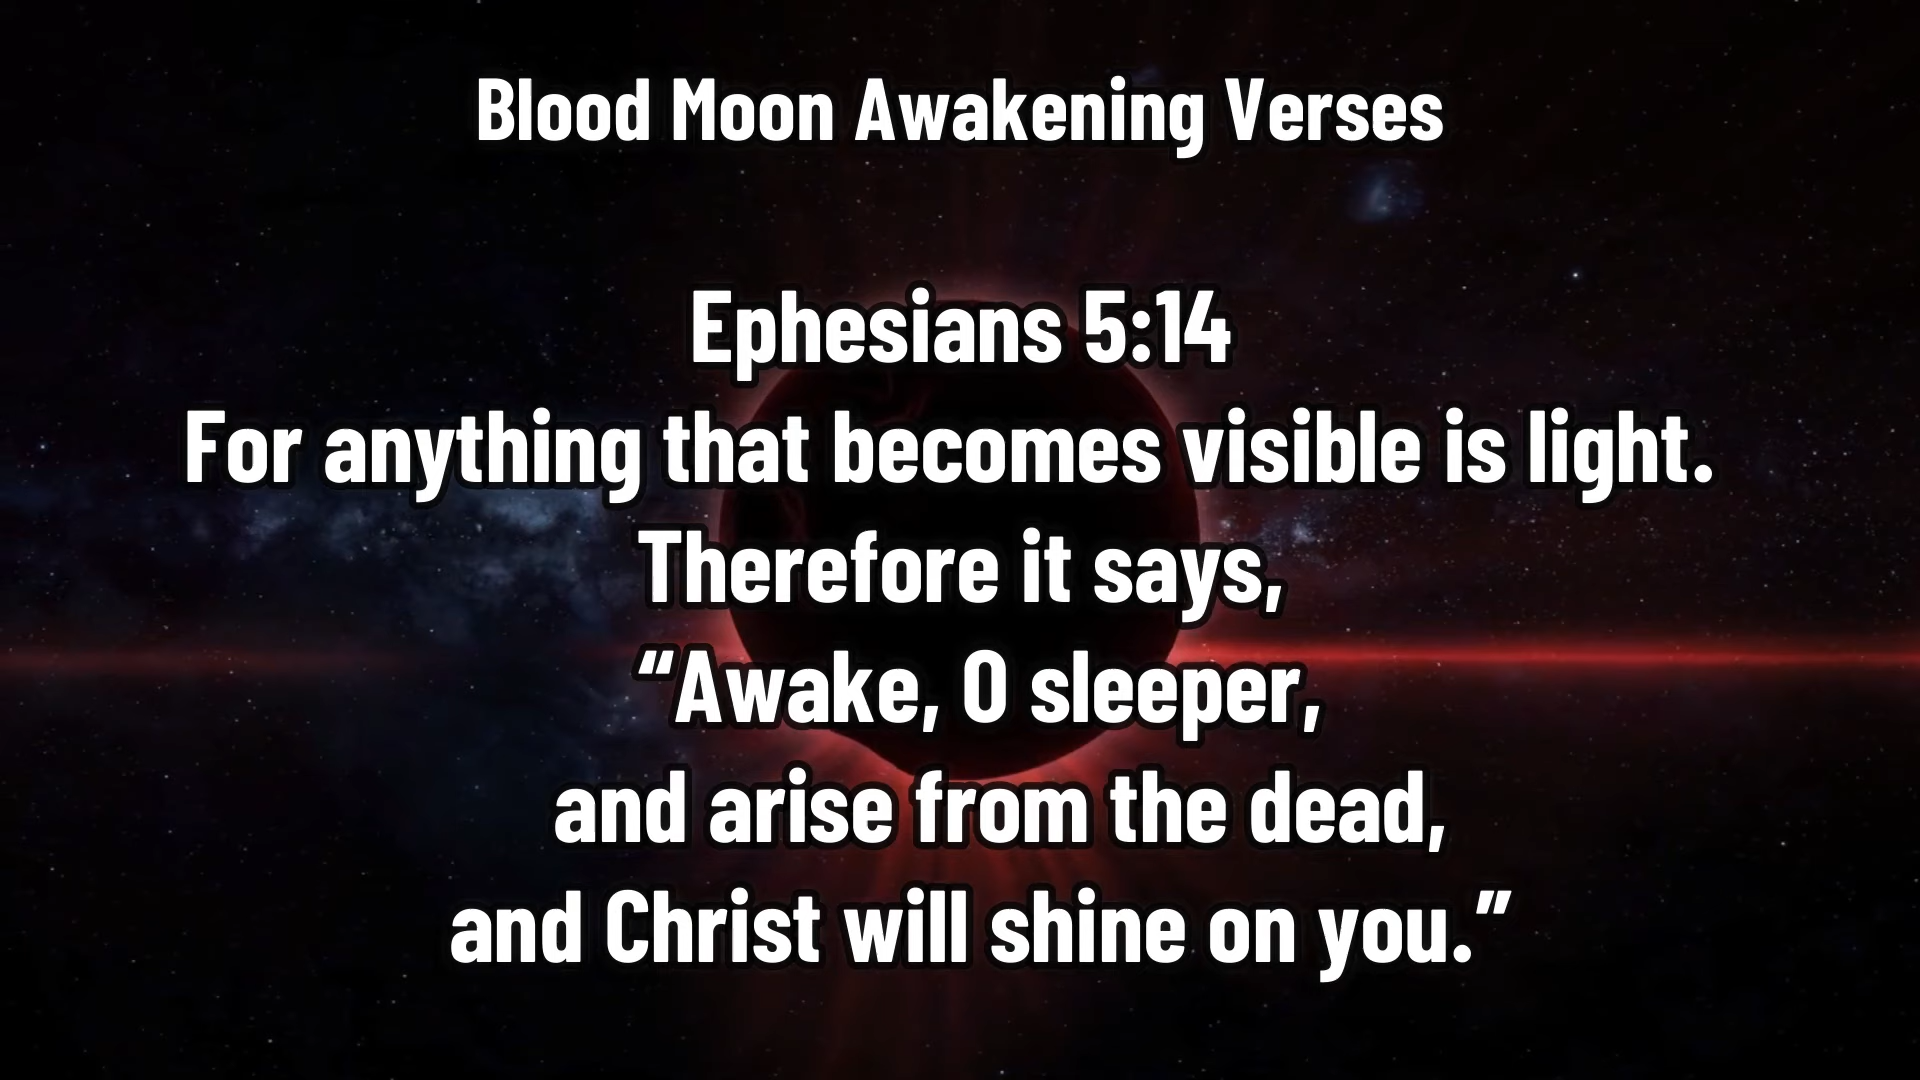 Blood Moon Awakening Verses
Ephesians 5:14
For anything that becomes visible is light.
Therefore it says,
“Awake, O sleeper,
and arise from the dead,
and Christ will shine on you.”